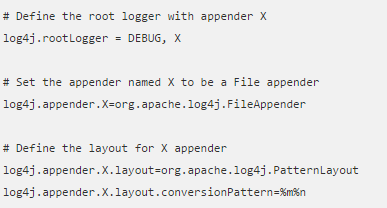 # Define the root logger with appender X
log4j.rootLogger = DEBUG, X
# Set the appender named X to be a File appender
log4j.appender.X=org.apache.log4j.FileAppender
# Define the layout for X appender
log4j.appender.X.layout=org.apache.log4j.PatternLayout
log4j.appender.X.layout.conversionPattern=%m%n